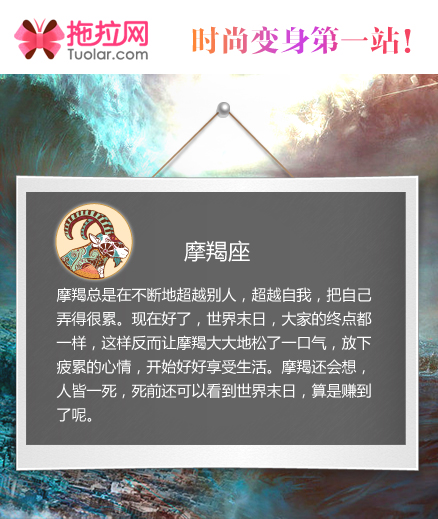 拖拉网
Tuolar.com
时尚变身第一站!
摩羯座
摩羯总是在不断地超越别人，超越自我，把自己
弄得很累。现在好了，世界末日，大家的终点都
一样，这样反而让摩羯大大地松了一口气，放下
疲累的心情，开始好好享受生活。摩羯还会想，
人皆一死，死前还可以看到世界末日，算是赚到
了呢。